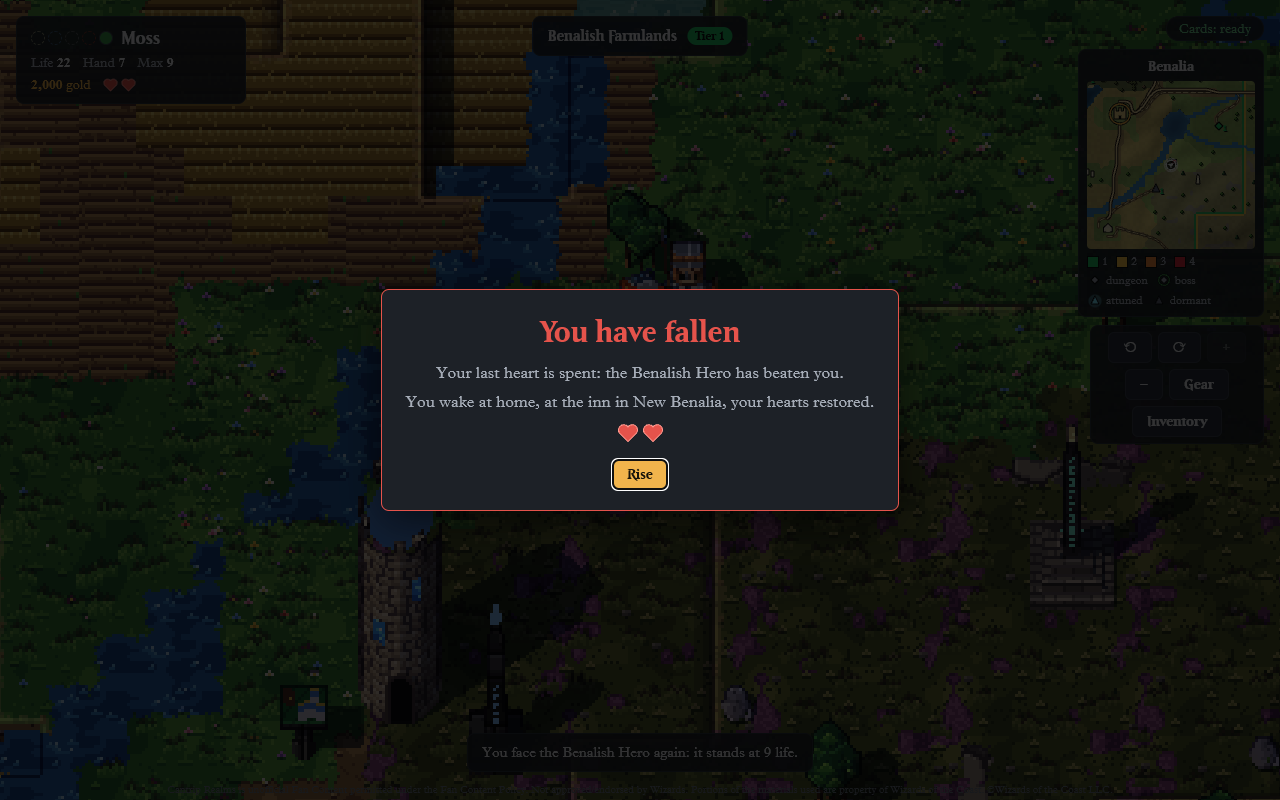 Moss
Life 22 Hand 7 Max 9
2,000 gold
Benalish Farmlands Tier 1
Cards: ready
Benalia
1 2 3 4
dungeon boss
attuned dormant
+
− Gear
Inventory
You have fallen
Your last heart is spent: the Benalish Hero has beaten you.
You wake at home, at the inn in New Benalia, your hearts restored.
Rise
You face the Benalish Hero again: it stands at 9 life.